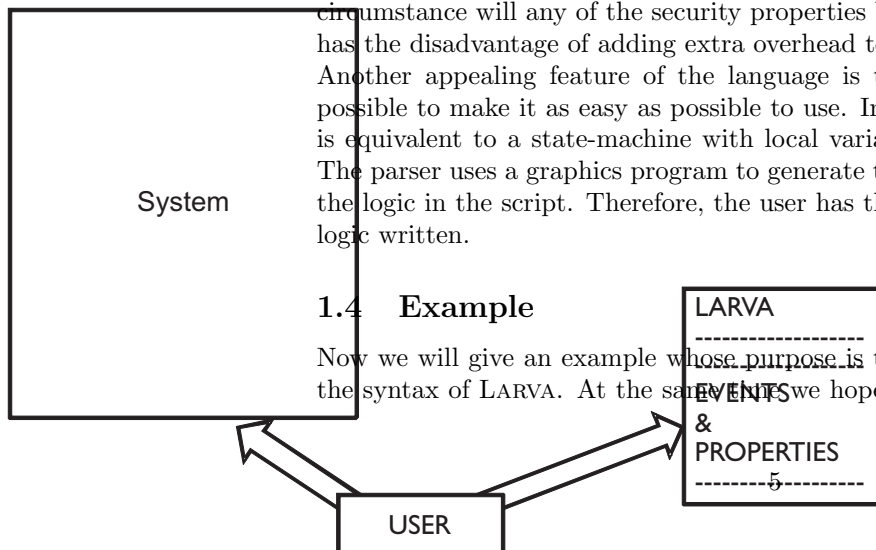 circumstance will any of the security properties
has the disadvantage of adding extra overhead
Another appealing feature of the language is
possible to make it as easy as possible to use.
is equivalent to a state-machine with local
The parser uses a graphics program to generate
the logic in the script. Therefore, the user has
logic written.
System
1.4 Example
Now we will give an example whose purpose is
the syntax of LARVA. At the same time we hope
LARVA
--------------------
--------------------
EVENTS
&
PROPERTIES
--------------------
5
USER